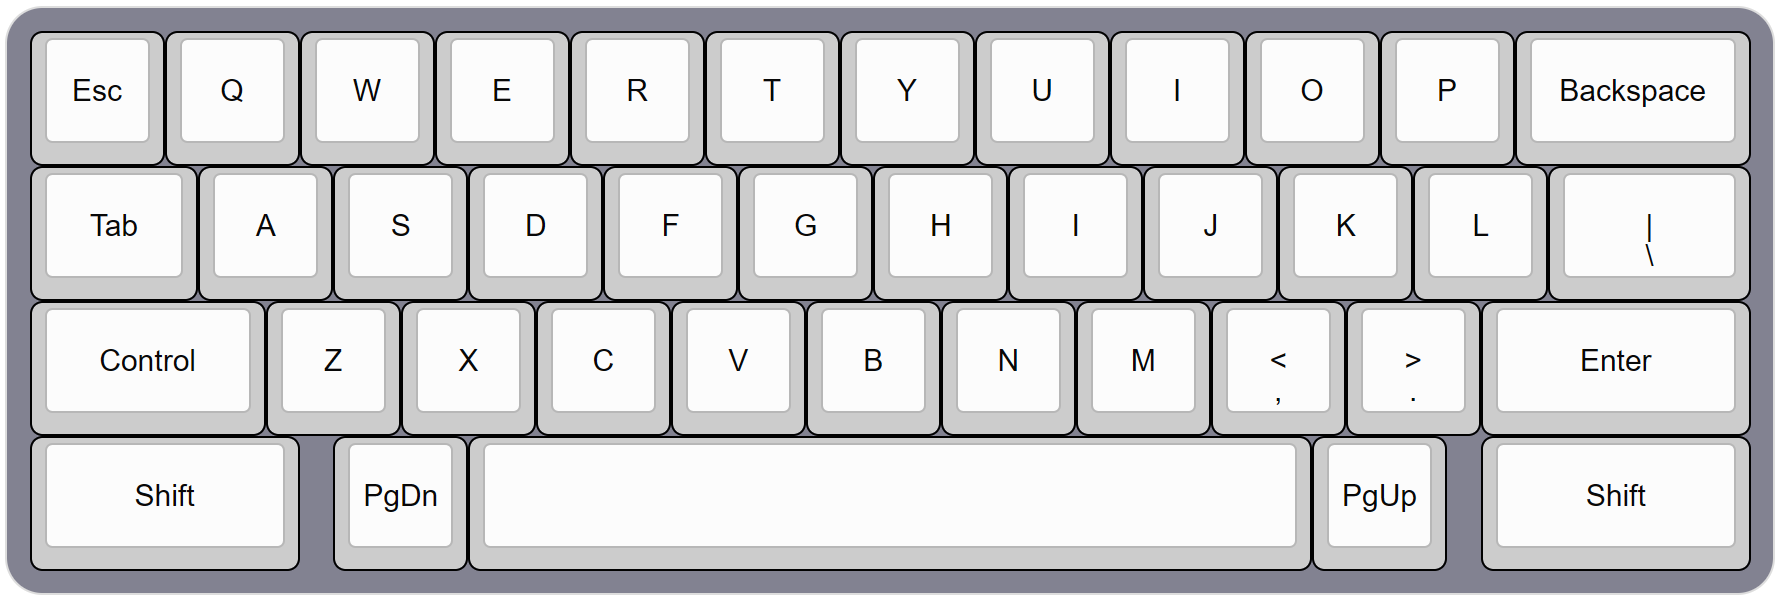 Esc Q W E R T Y U I O P Backspace
Tab A S D F G H I J K L |
\
Control Z X C V B N M < > Enter
, .
Shift PgDn PgUp Shift